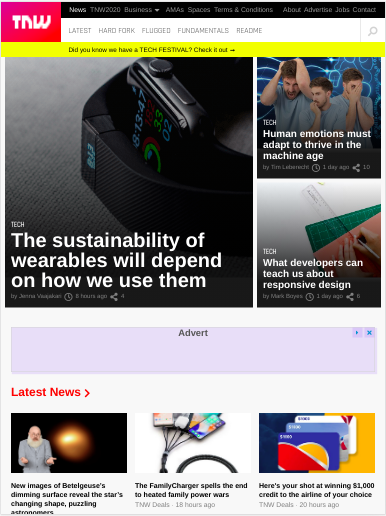 TNW
News TNW2020 Business AMAs Spaces Terms & Conditions About Advertise Jobs Contact
LATEST HARD FORK PLUGGED FUNDAMENTALS README
Did you know we have a TECH FESTIVAL? Check it out →
TECH
The sustainability of
wearables will depend
on how we use them
by Jenna Vaajakari 8 hours ago 4
TECH
Human emotions must
adapt to thrive in the
machine age
by Tim Leberecht 1 day ago 10
TECH
What developers can
teach us about
responsive design
by Mark Boyes 1 day ago 6
Advert
Latest News
New images of Betelgeuse's
dimming surface reveal the star's
changing shape, puzzling
astronomers
The FamilyCharger spells the end
to heated family power wars
TNW Deals · 18 hours ago
$1000
$1000
$1000
Here's your shot at winning $1,000
credit to the airline of your choice
TNW Deals · 20 hours ago